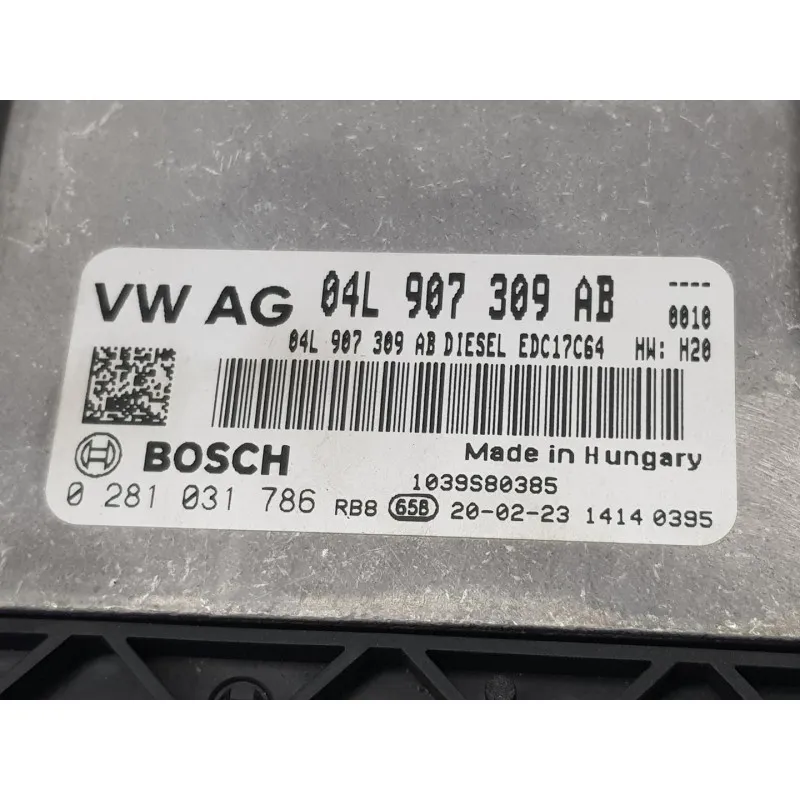 VW AG 04L 907 309 AB ----
0010
04L 907 309 AB DIESEL EDC17C64 HW: H20
BOSCH Made in Hungary
1039S80385
0 281 031 786 RB8 65B 20-02-23 1414 0395